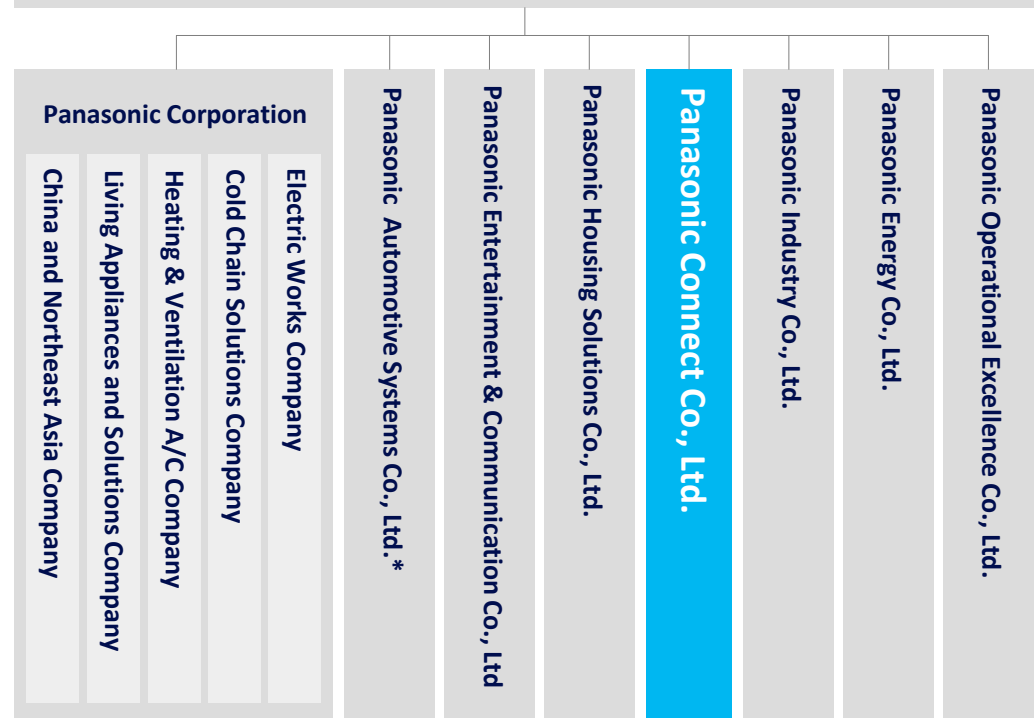 Panasonic Corporation
China and Northeast Asia Company
Living Appliances and Solutions Company
Heating & Ventilation A/C Company
Cold Chain Solutions Company
Electric Works Company
Panasonic Automotive Systems Co., Ltd.*
Panasonic Entertainment & Communication Co., Ltd
Panasonic Housing Solutions Co., Ltd.
Panasonic Connect Co., Ltd.
Panasonic Industry Co., Ltd.
Panasonic Energy Co., Ltd.
Panasonic Operational Excellence Co., Ltd.